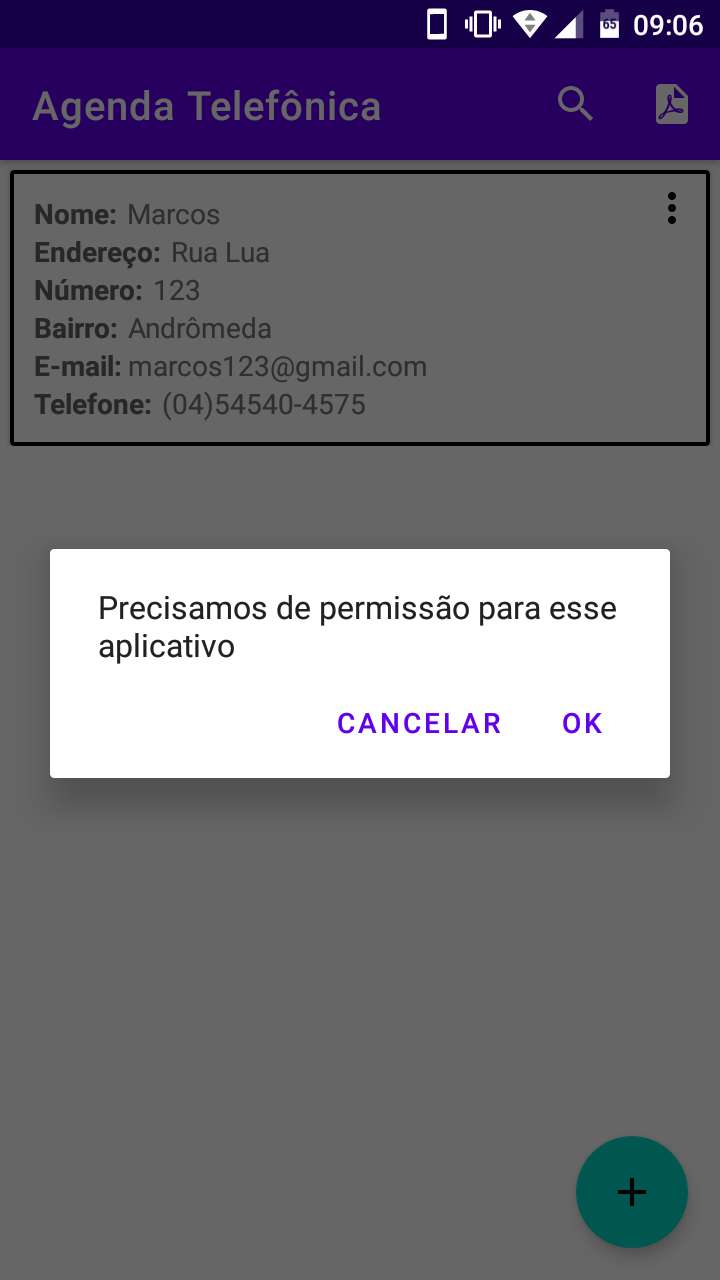 65 09:06
Agenda Telefônica
Nome: Marcos
Endereço: Rua Lua
Número: 123
Bairro: Andrômeda
E-mail: marcos123@gmail.com
Telefone: (04)54540-4575
Precisamos de permissão para esse
aplicativo
CANCELAR OK